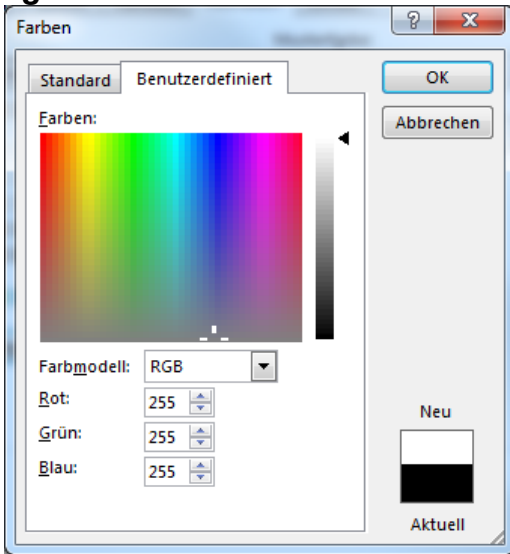 Farben
?
X
Standard Benutzerdefiniert
OK
Abbrechen
Farben:
Farbmodell: RGB
Rot: 255
Grün: 255
Blau: 255
Neu
Aktuell